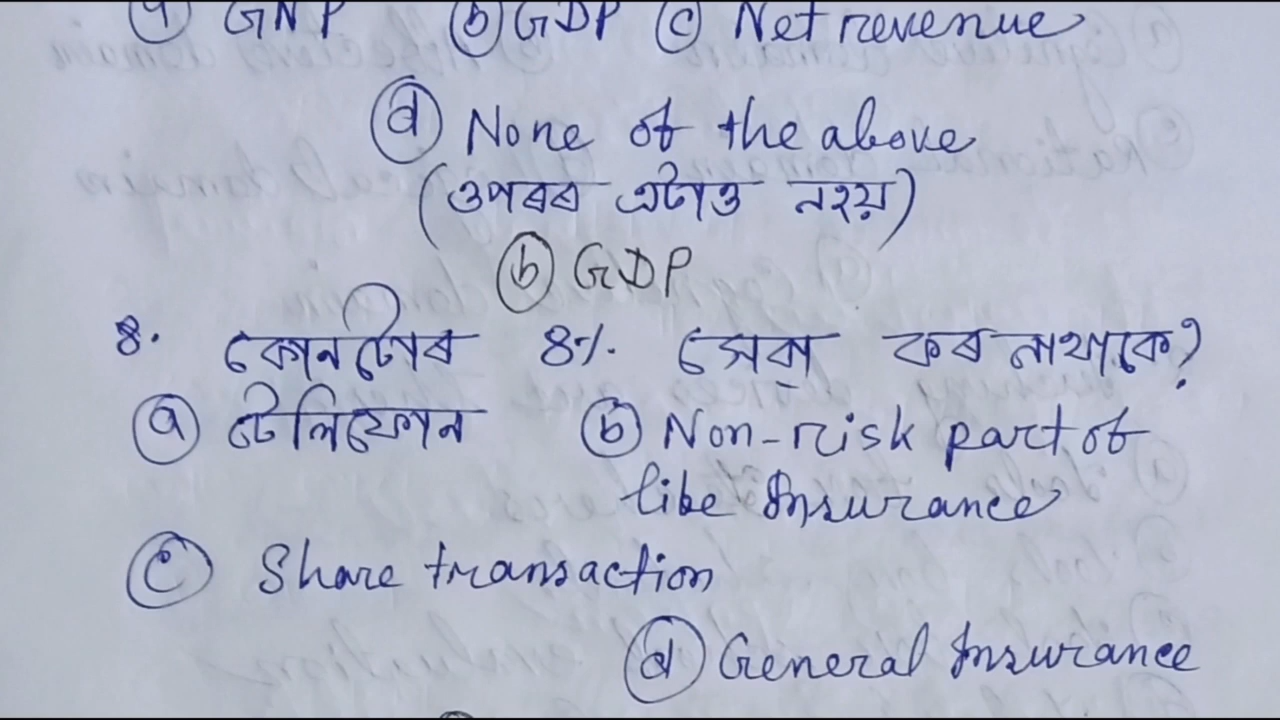 (a) GNP (b) GDP (c) Net revenue
(d) None of the above
(ওপৰৰ এটাও নহয়)
(b) GDP
8. কোনটোৰ 8%. সেৱা কৰ নাথাকে?
(a) টেলিফোন (b) Non-risk part of
life Insurance
(c) Share transaction
(d) General Insurance